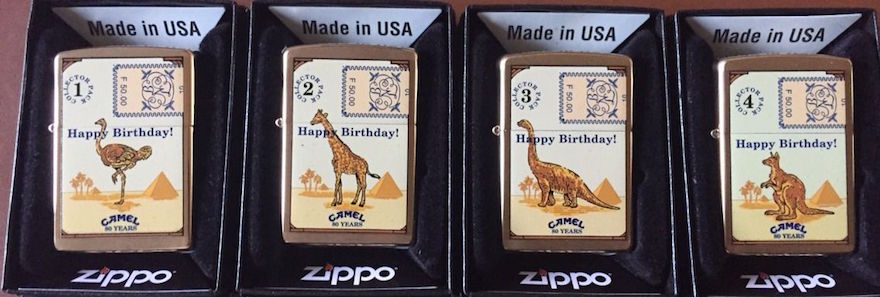 Made in USA
COLLECTOR PACK
1
F 50.00
Happy Birthday!
CAMEL
80 YEARS
zippo
Made in USA
COLLECTOR PACK
2
F 50.00
Happy Birthday!
CAMEL
80 YEARS
zippo
Made in USA
COLLECTOR PACK
3
F 50.00
Happy Birthday!
CAMEL
80 YEARS
zippo
Made in USA
COLLECTOR PACK
4
F 50.00
Happy Birthday!
CAMEL
80 YEARS
zippo